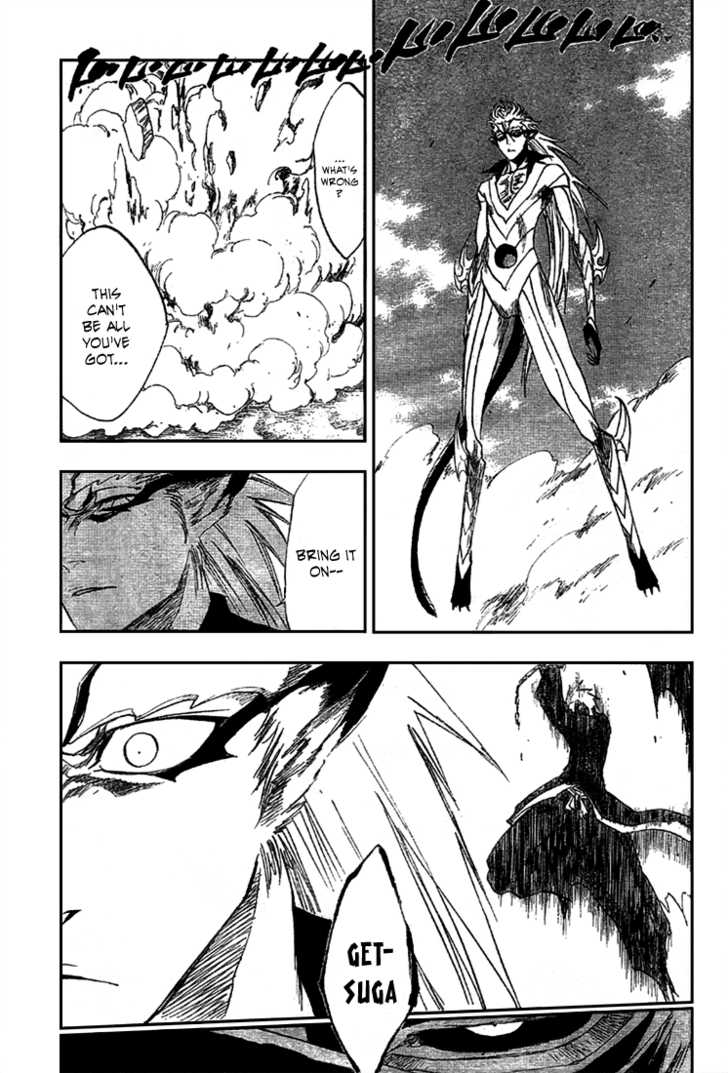 ...
WHAT'S
WRONG
?
THIS
CAN'T
BE ALL
YOU'VE
GOT...
BRING IT
ON--
GET-
SUGA